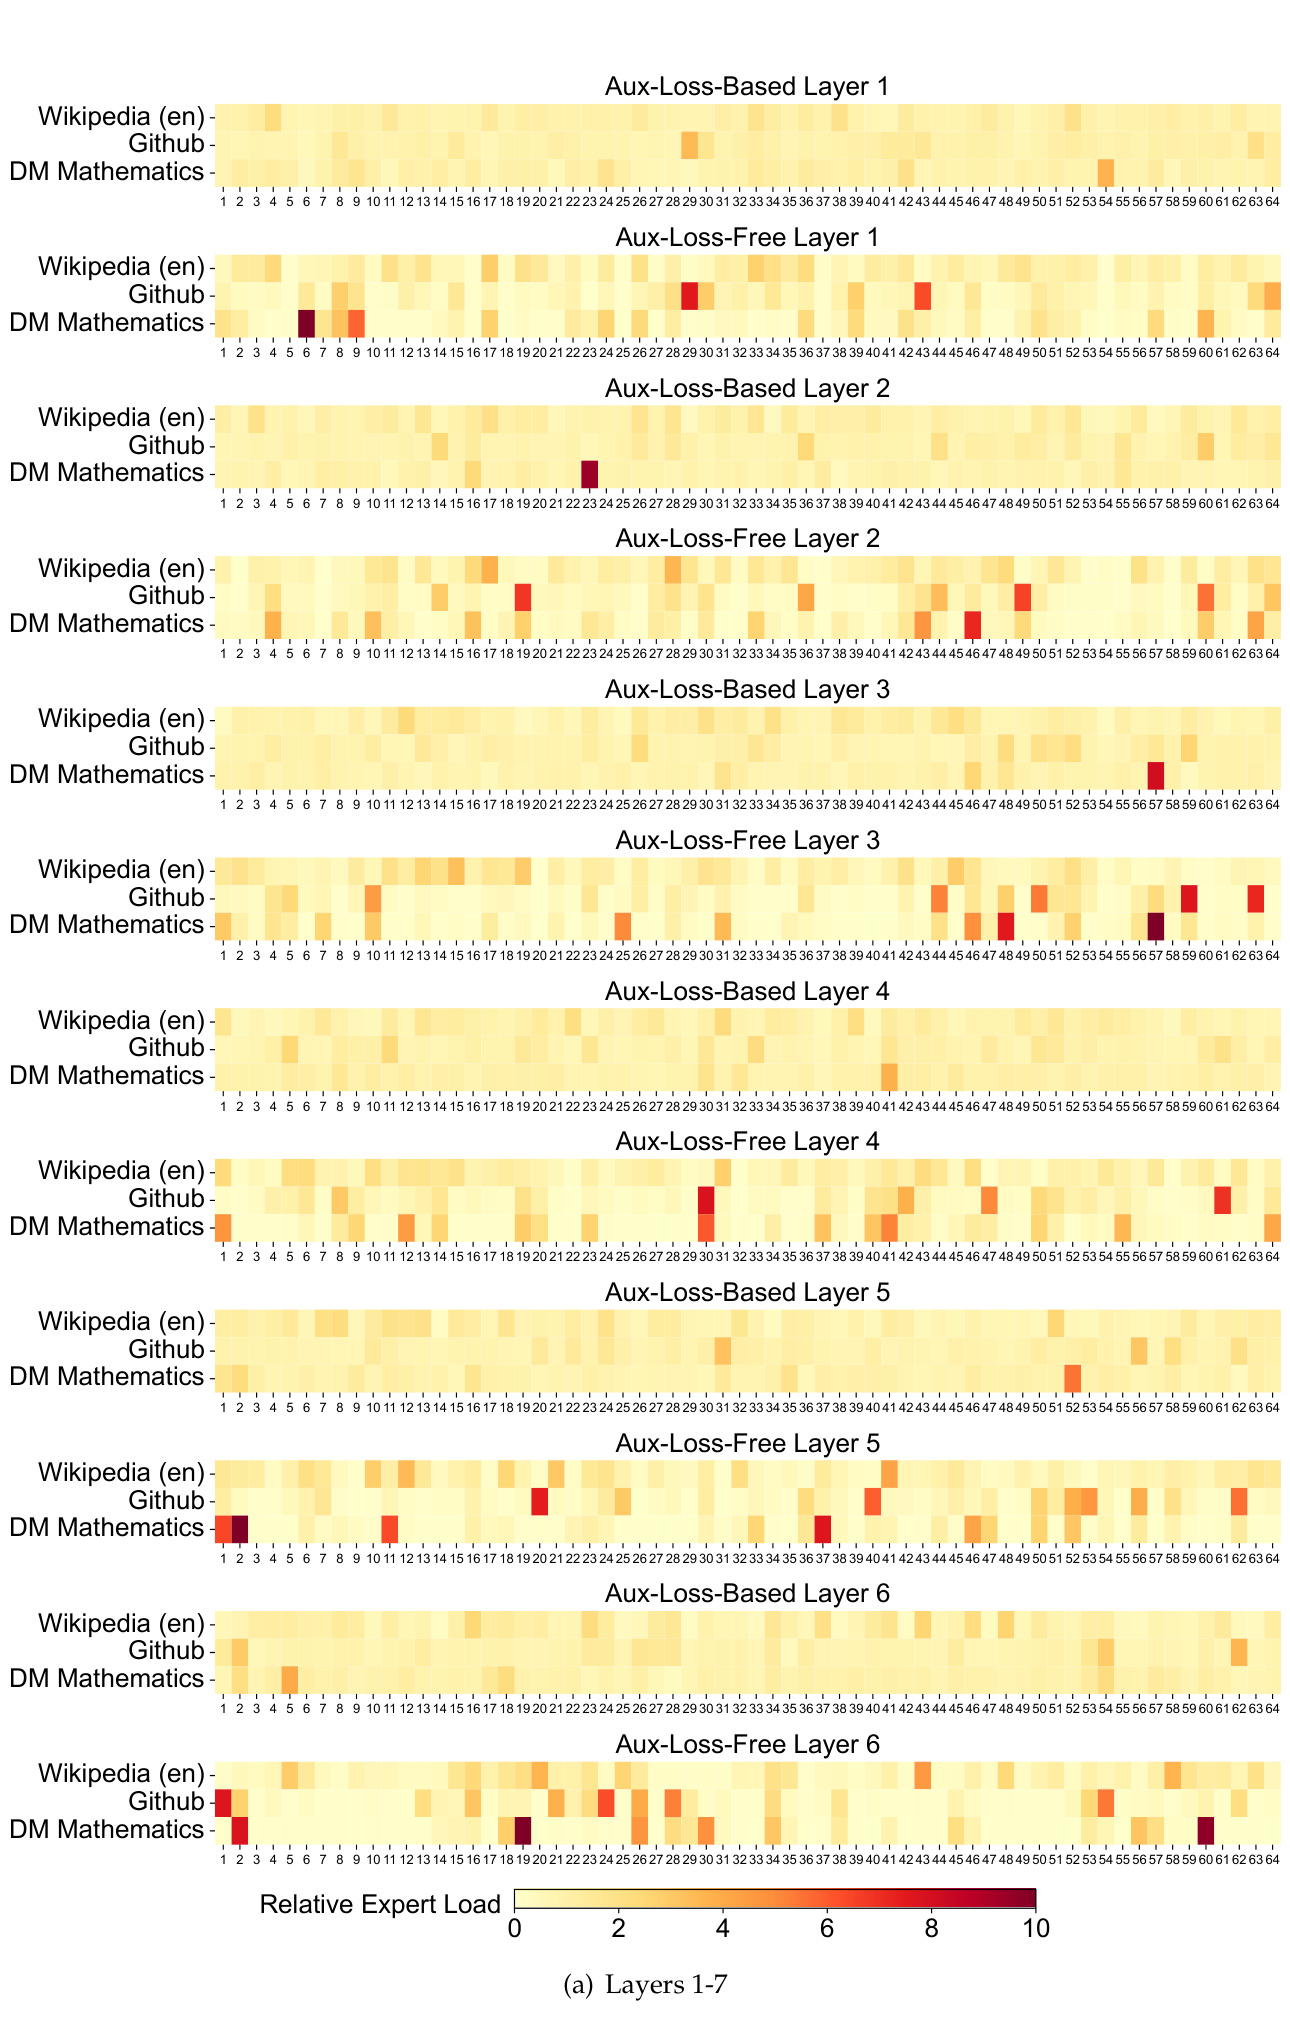 Aux-Loss-Based Layer 1
Wikipedia (en)
Github
DM Mathematics
1 2 3 4 5 6 7 8 9 10 11 12 13 14 15 16 17 18 19 20 21 22 23 24 25 26 27 28 29 30 31 32 33 34 35 36 37 38 39 40 41 42 43 44 45 46 47 48 49 50 51 52 53 54 55 56 57 58 59 60 61 62 63 64
Aux-Loss-Free Layer 1
Wikipedia (en)
Github
DM Mathematics
1 2 3 4 5 6 7 8 9 10 11 12 13 14 15 16 17 18 19 20 21 22 23 24 25 26 27 28 29 30 31 32 33 34 35 36 37 38 39 40 41 42 43 44 45 46 47 48 49 50 51 52 53 54 55 56 57 58 59 60 61 62 63 64
Aux-Loss-Based Layer 2
Wikipedia (en)
Github
DM Mathematics
1 2 3 4 5 6 7 8 9 10 11 12 13 14 15 16 17 18 19 20 21 22 23 24 25 26 27 28 29 30 31 32 33 34 35 36 37 38 39 40 41 42 43 44 45 46 47 48 49 50 51 52 53 54 55 56 57 58 59 60 61 62 63 64
Aux-Loss-Free Layer 2
Wikipedia (en)
Github
DM Mathematics
1 2 3 4 5 6 7 8 9 10 11 12 13 14 15 16 17 18 19 20 21 22 23 24 25 26 27 28 29 30 31 32 33 34 35 36 37 38 39 40 41 42 43 44 45 46 47 48 49 50 51 52 53 54 55 56 57 58 59 60 61 62 63 64
Aux-Loss-Based Layer 3
Wikipedia (en)
Github
DM Mathematics
1 2 3 4 5 6 7 8 9 10 11 12 13 14 15 16 17 18 19 20 21 22 23 24 25 26 27 28 29 30 31 32 33 34 35 36 37 38 39 40 41 42 43 44 45 46 47 48 49 50 51 52 53 54 55 56 57 58 59 60 61 62 63 64
Aux-Loss-Free Layer 3
Wikipedia (en)
Github
DM Mathematics
1 2 3 4 5 6 7 8 9 10 11 12 13 14 15 16 17 18 19 20 21 22 23 24 25 26 27 28 29 30 31 32 33 34 35 36 37 38 39 40 41 42 43 44 45 46 47 48 49 50 51 52 53 54 55 56 57 58 59 60 61 62 63 64
Aux-Loss-Based Layer 4
Wikipedia (en)
Github
DM Mathematics
1 2 3 4 5 6 7 8 9 10 11 12 13 14 15 16 17 18 19 20 21 22 23 24 25 26 27 28 29 30 31 32 33 34 35 36 37 38 39 40 41 42 43 44 45 46 47 48 49 50 51 52 53 54 55 56 57 58 59 60 61 62 63 64
Aux-Loss-Free Layer 4
Wikipedia (en)
Github
DM Mathematics
1 2 3 4 5 6 7 8 9 10 11 12 13 14 15 16 17 18 19 20 21 22 23 24 25 26 27 28 29 30 31 32 33 34 35 36 37 38 39 40 41 42 43 44 45 46 47 48 49 50 51 52 53 54 55 56 57 58 59 60 61 62 63 64
Aux-Loss-Based Layer 5
Wikipedia (en)
Github
DM Mathematics
1 2 3 4 5 6 7 8 9 10 11 12 13 14 15 16 17 18 19 20 21 22 23 24 25 26 27 28 29 30 31 32 33 34 35 36 37 38 39 40 41 42 43 44 45 46 47 48 49 50 51 52 53 54 55 56 57 58 59 60 61 62 63 64
Aux-Loss-Free Layer 5
Wikipedia (en)
Github
DM Mathematics
1 2 3 4 5 6 7 8 9 10 11 12 13 14 15 16 17 18 19 20 21 22 23 24 25 26 27 28 29 30 31 32 33 34 35 36 37 38 39 40 41 42 43 44 45 46 47 48 49 50 51 52 53 54 55 56 57 58 59 60 61 62 63 64
Aux-Loss-Based Layer 6
Wikipedia (en)
Github
DM Mathematics
1 2 3 4 5 6 7 8 9 10 11 12 13 14 15 16 17 18 19 20 21 22 23 24 25 26 27 28 29 30 31 32 33 34 35 36 37 38 39 40 41 42 43 44 45 46 47 48 49 50 51 52 53 54 55 56 57 58 59 60 61 62 63 64
Aux-Loss-Free Layer 6
Wikipedia (en)
Github
DM Mathematics
1 2 3 4 5 6 7 8 9 10 11 12 13 14 15 16 17 18 19 20 21 22 23 24 25 26 27 28 29 30 31 32 33 34 35 36 37 38 39 40 41 42 43 44 45 46 47 48 49 50 51 52 53 54 55 56 57 58 59 60 61 62 63 64
Relative Expert Load
0 2 4 6 8 10
(a) Layers 1-7